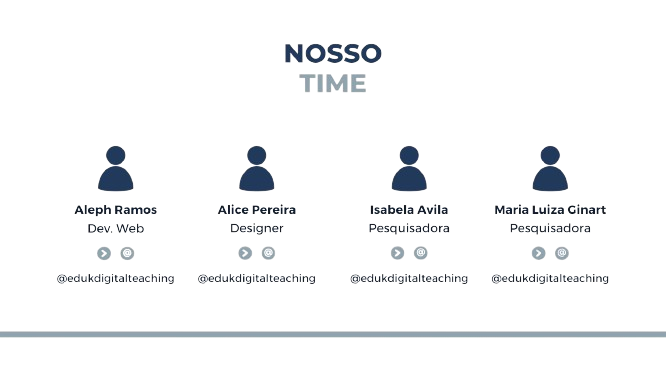 NOSSO
TIME
Aleph Ramos
Dev. Web
@edukdigitalteaching
Alice Pereira
Designer
@edukdigitalteaching
Isabela Avila
Pesquisadora
@edukdigitalteaching
Maria Luiza Ginart
Pesquisadora
@edukdigitalteaching